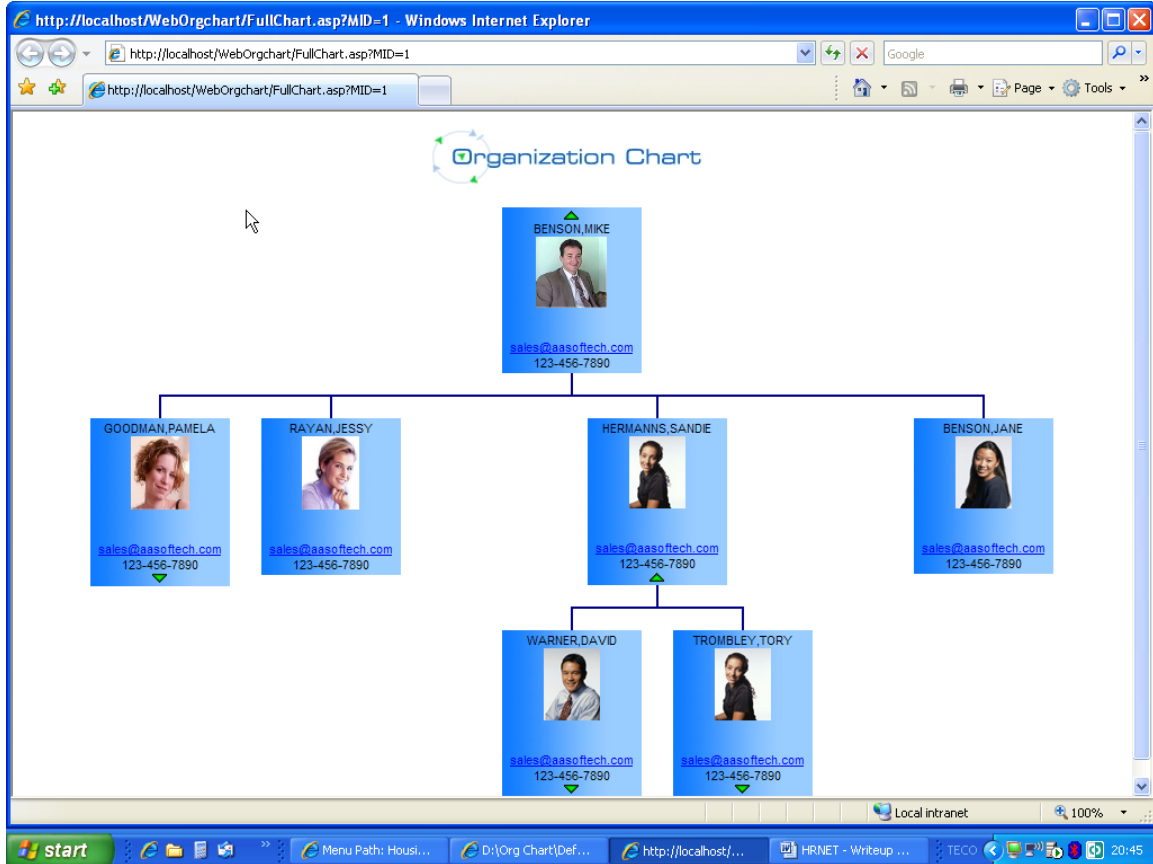 http://localhost/WebOrgchart/FullChart.asp?MID=1 - Windows Internet Explorer
http://localhost/WebOrgchart/FullChart.asp?MID=1
Google
http://localhost/WebOrgchart/FullChart.asp?MID=1
Page
Tools
Organization Chart
BENSON,MIKE
sales@aasoftech.com
123-456-7890
GOODMAN,PAMELA
sales@aasoftech.com
123-456-7890
RAYAN,JESSY
sales@aasoftech.com
123-456-7890
HERMANNS,SANDIE
sales@aasoftech.com
123-456-7890
BENSON,JANE
sales@aasoftech.com
123-456-7890
WARNER,DAVID
sales@aasoftech.com
123-456-7890
TROMBLEY,TORY
sales@aasoftech.com
123-456-7890
Local intranet
100%
start
Menu Path: Housi...
D:\Org Chart\Def...
http://localhost/...
HRNET - Writeup ...
TECO
20:45